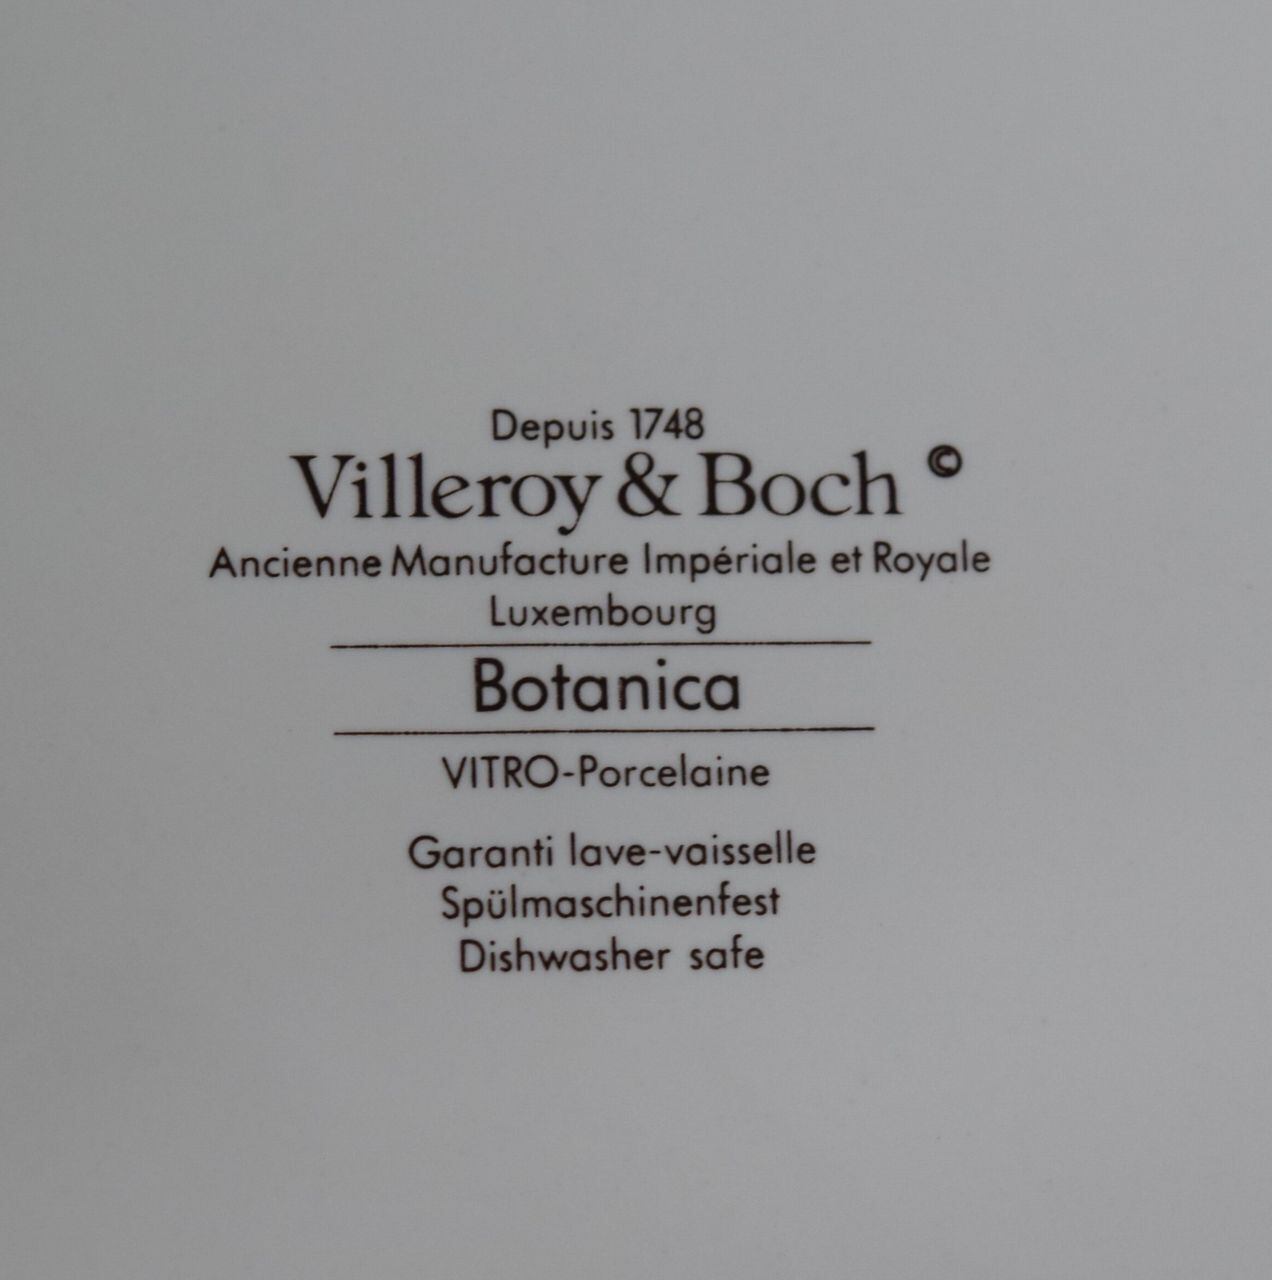 Depuis 1748
Villeroy & Boch ©
Ancienne Manufacture Impériale et Royale
Luxembourg
Botanica
VITRO-Porcelaine
Garanti lave-vaisselle
Spülmaschinenfest
Dishwasher safe